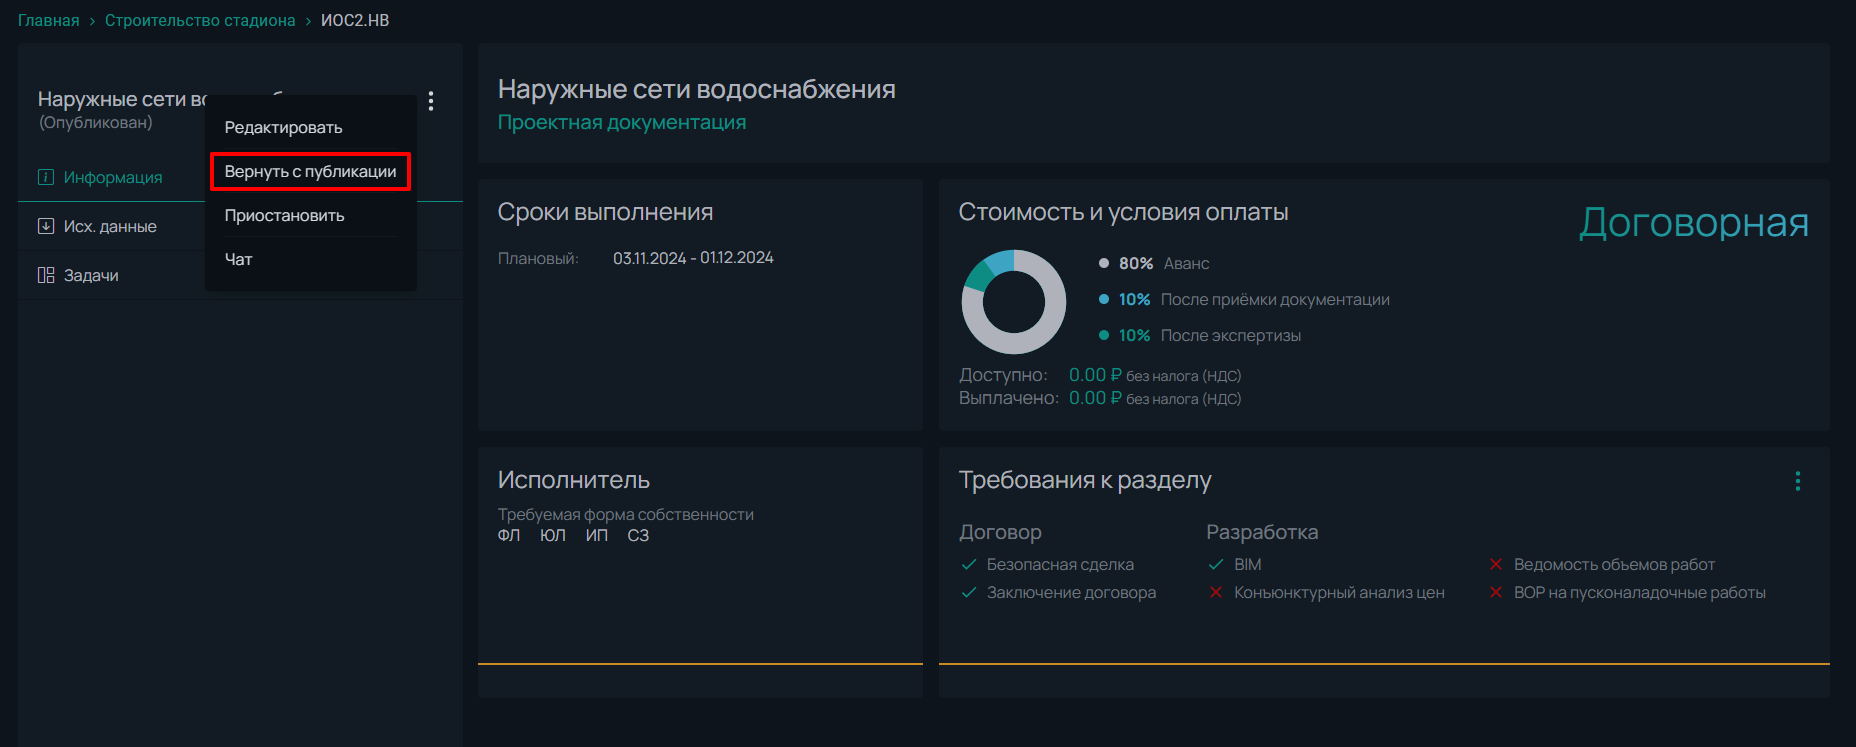 Главная > Строительство стадиона > ИОС2.НВ
Наружные сети
(Опубликован)
Информация
Исх. данные
Задачи
Редактировать
Вернуть с публикации
Приостановить
Чат
Наружные сети водоснабжения
Проектная документация
Сроки выполнения
Плановый: 03.11.2024 - 01.12.2024
Стоимость и условия оплаты
Договорная
80% Аванс
10% После приёмки документации
10% После экспертизы
Доступно: 0.00 ₽ без налога (НДС)
Выплачено: 0.00 ₽ без налога (НДС)
Исполнитель
Требуемая форма собственности
ФЛ ЮЛ ИП СЗ
Требования к разделу
Договор
Безопасная сделка
Заключение договора
Разработка
BIM
Конъюнктурный анализ цен
Ведомость объемов работ
ВОР на пусконаладочные работы